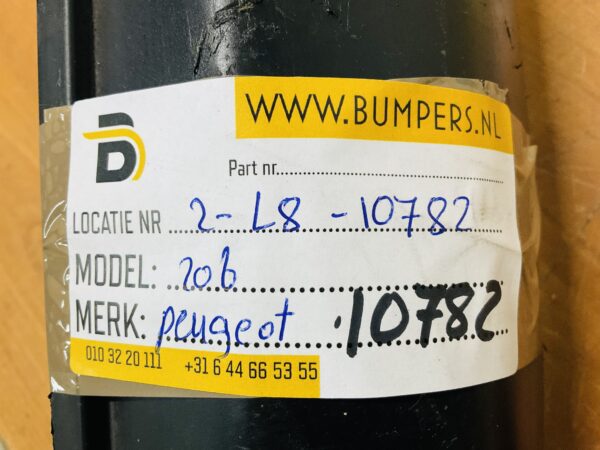 WWW.BUMPERS.NL
B
Part nr..........................................................
LOCATIE NR ...2-L8-10782...
MODEL: 206
MERK: peugeot 10782
010 32 20 111 +31 6 44 66 53 55